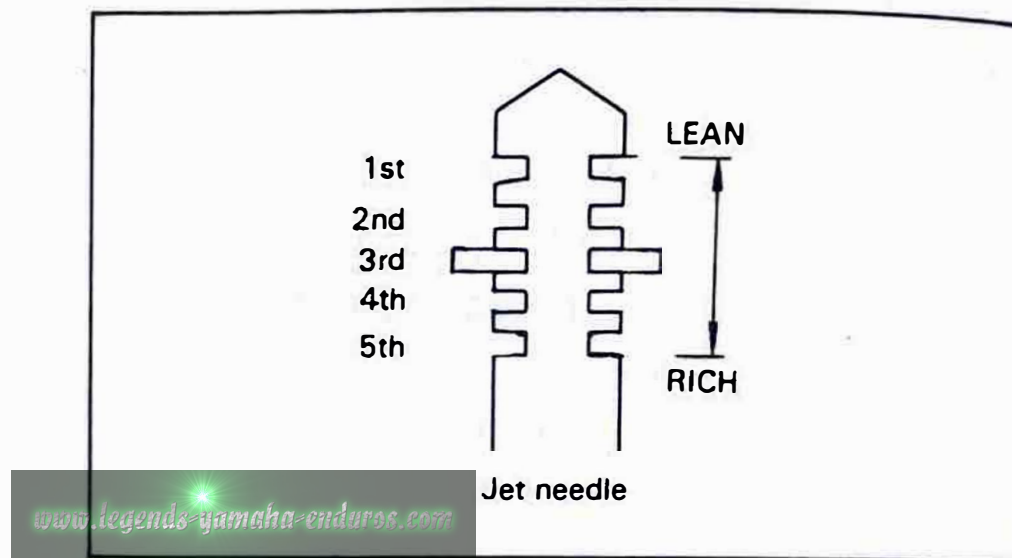 LEAN
1st
2nd
3rd
4th
5th
RICH
Jet needle
www.legends-yamaha-enduros.com